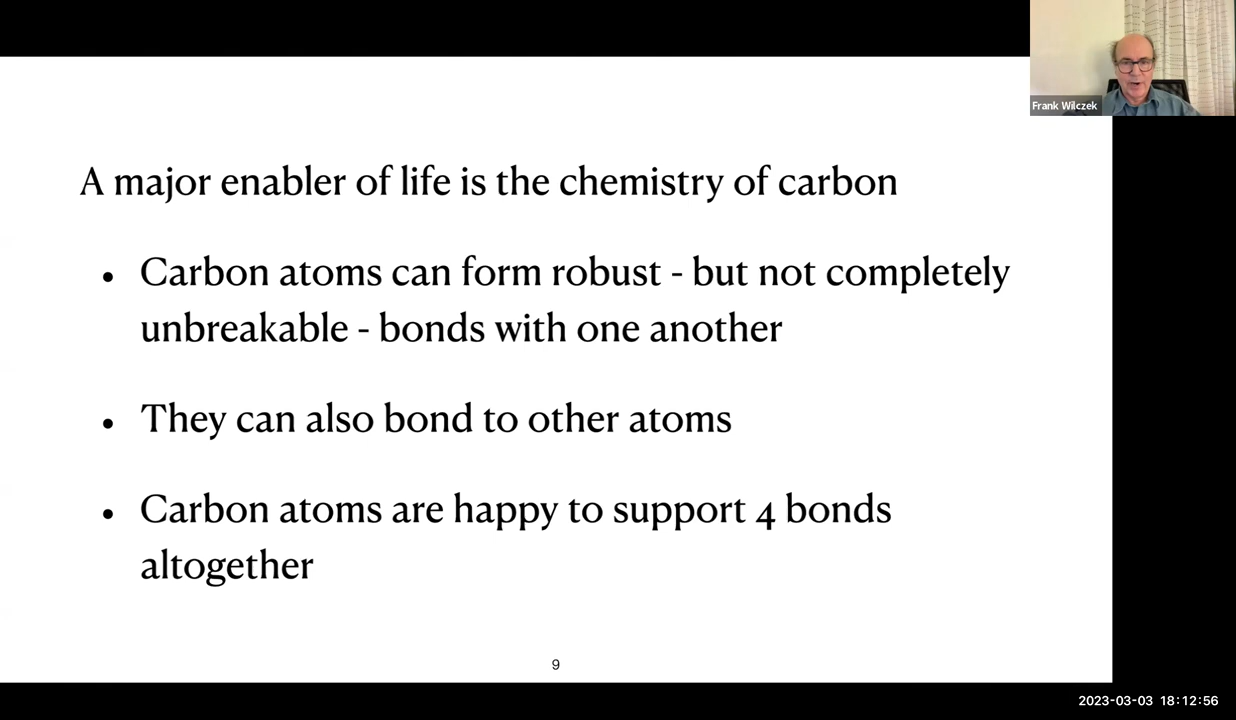 Frank Wilczek
A major enabler of life is the chemistry of carbon
• Carbon atoms can form robust - but not completely
unbreakable - bonds with one another
• They can also bond to other atoms
• Carbon atoms are happy to support 4 bonds
altogether
9
2023-03-03 18:12:56